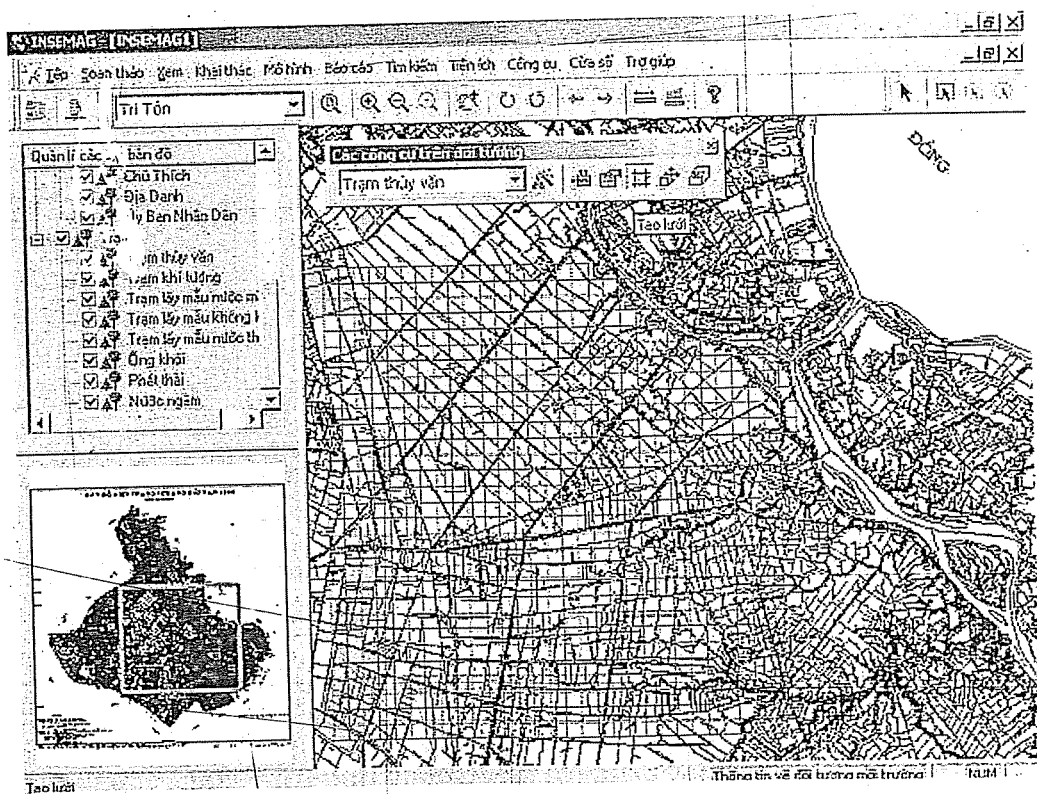 INSEMAG - [INSEMAG1]
Tệp Soạn thảo Xem Khai thác Mô hình Báo cáo Tìm kiếm Tiện ích Công cụ Cửa sổ Trợ giúp
Tri Tôn
Quản lí các bản đồ
Chú Thích
Địa Danh
Ủy Ban Nhân Dân
Trạm thủy văn
Trạm khí tượng
Trạm lấy mẫu nước m
Trạm lấy mẫu không k
Trạm lấy mẫu nước th
Ống khói
Phát thải
Nước ngầm
Các công cụ trên đối tượng
Trạm thủy văn
Tạo lưới
ĐỒNG
Tạo lưới
Thông tin về đối tượng môi trường
NUM